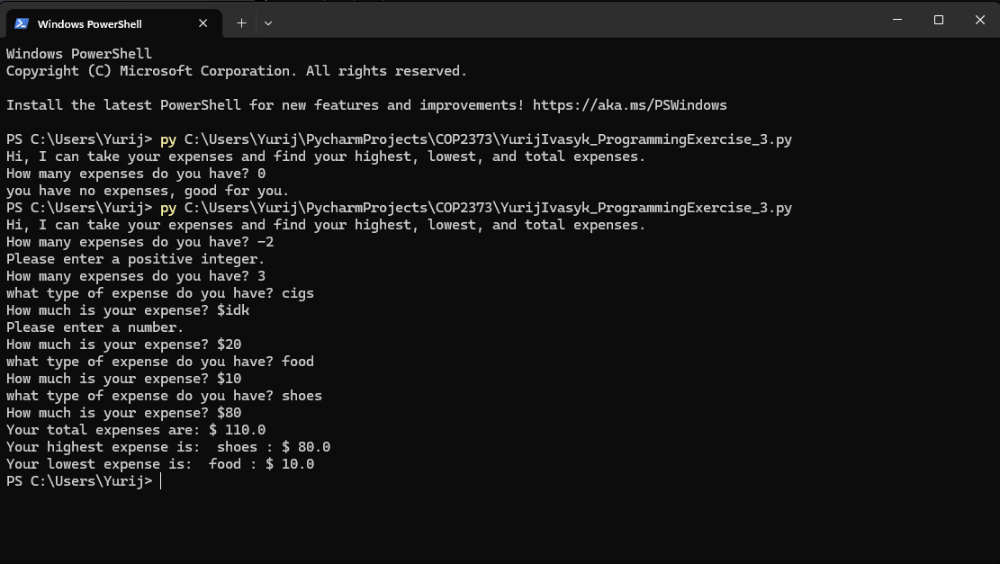 Windows PowerShell
Windows PowerShell
Copyright (C) Microsoft Corporation. All rights reserved.
Install the latest PowerShell for new features and improvements! https://aka.ms/PSWindows
PS C:\Users\Yurij> py C:\Users\Yurij\PycharmProjects\COP2373\YurijIvasyk_ProgrammingExercise_3.py
Hi, I can take your expenses and find your highest, lowest, and total expenses.
How many expenses do you have? 0
you have no expenses, good for you.
PS C:\Users\Yurij> py C:\Users\Yurij\PycharmProjects\COP2373\YurijIvasyk_ProgrammingExercise_3.py
Hi, I can take your expenses and find your highest, lowest, and total expenses.
How many expenses do you have? -2
Please enter a positive integer.
How many expenses do you have? 3
what type of expense do you have? cigs
How much is your expense? $idk
Please enter a number.
How much is your expense? $20
what type of expense do you have? food
How much is your expense? $10
what type of expense do you have? shoes
How much is your expense? $80
Your total expenses are: $ 110.0
Your highest expense is:  shoes : $ 80.0
Your lowest expense is:  food : $ 10.0
PS C:\Users\Yurij>